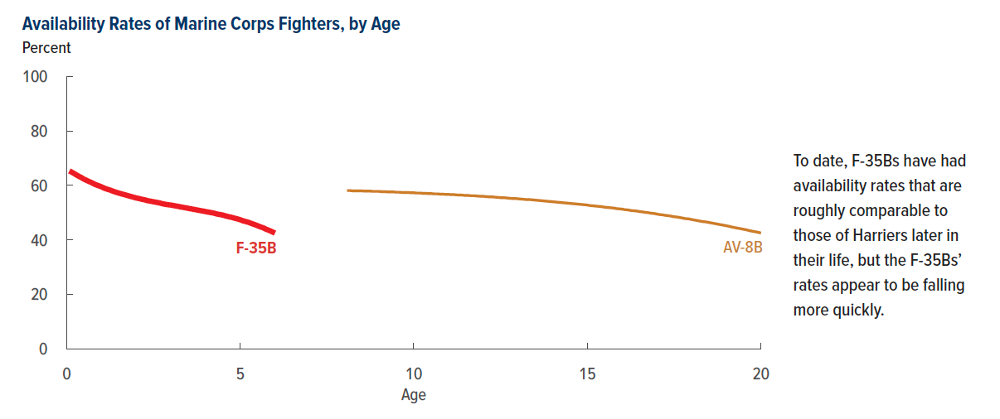 Availability Rates of Marine Corps Fighters, by Age
Percent
100
80
60
40
20
0
F-35B
AV-8B
0 5 10 15 20
Age
To date, F-35Bs have had
availability rates that are
roughly comparable to
those of Harriers later in
their life, but the F-35Bs’
rates appear to be falling
more quickly.